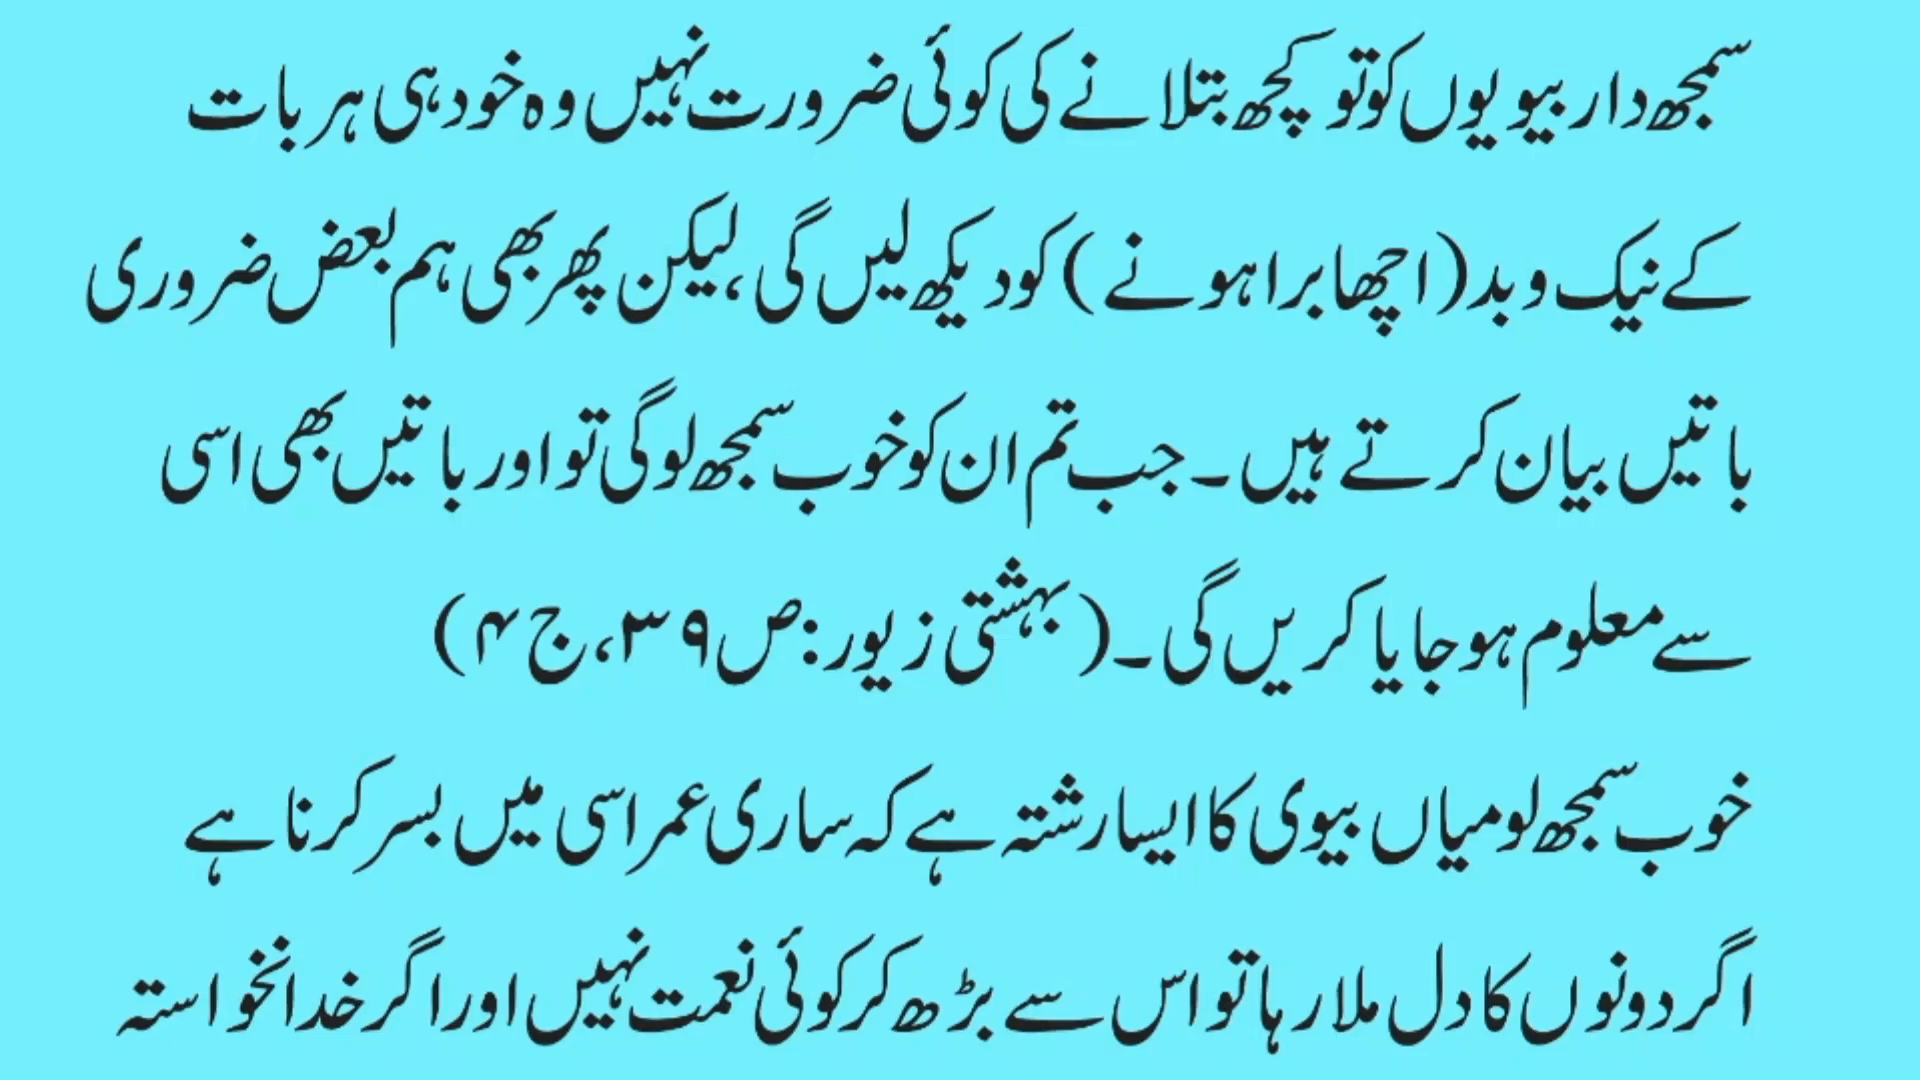 سمجھ دار بیویوں کو تو کچھ بتلانے کی کوئی ضرورت نہیں وہ خود ہی ہر بات
کے نیک و بد (اچھا برا ہونے) کو دیکھ لیں گی، لیکن پھر بھی ہم بعض ضروری
باتیں بیان کرتے ہیں۔ جب تم ان کو خوب سمجھ لو گی تو اور باتیں بھی اسی
سے معلوم ہو جایا کریں گی۔ (بہشتی زیور: ص ۳۹، ج ۴)
خوب سمجھ لو میاں بیوی کا ایسا رشتہ ہے کہ ساری عمر اسی میں بسر کرنا ہے
اگر دونوں کا دل ملا رہا تو اس سے بڑھ کر کوئی نعمت نہیں اور اگر خدانخواستہ